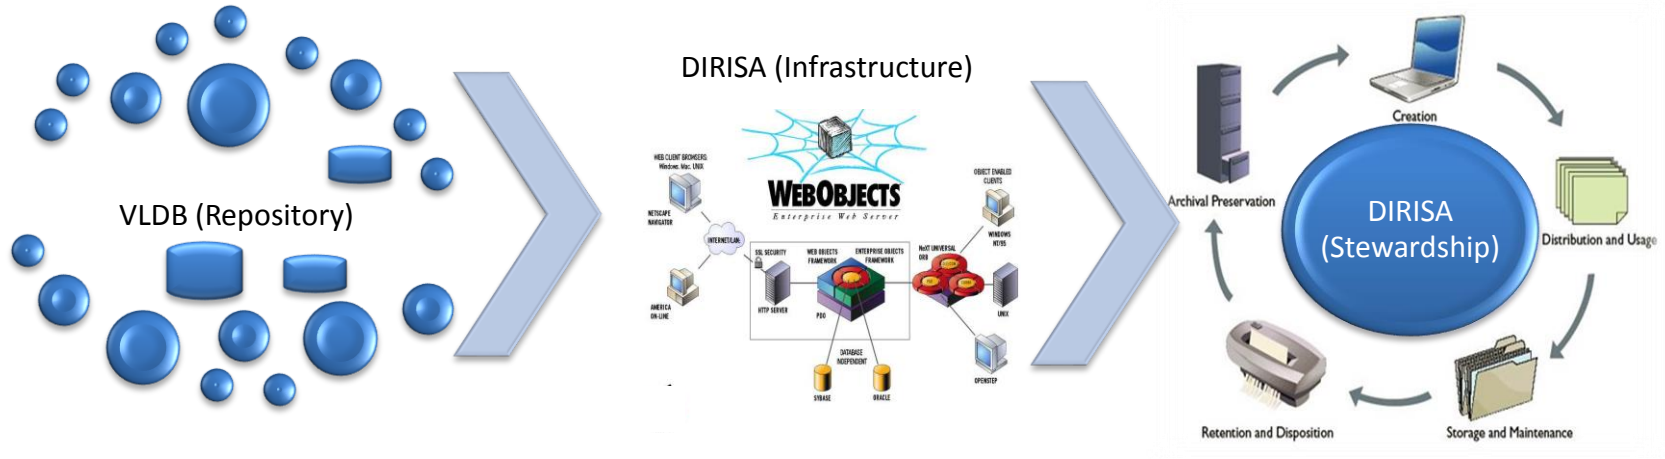 VLDB (Repository)
DIRISA (Infrastructure)
WEB CLIENT BROWSERS:
Windows, Mac, UNIX
NETSCAPE
NAVIGATOR
INTERNET/LAN
AMERICA
ON-LINE
WEBOBJECTS
Enterprise Web Server
SSL SECURITY
HTTP SERVER
WEB OBJECTS
FRAMEWORK
ENTERPRISE OBJECTS
FRAMEWORK
PDO
DATABASE
INDEPENDENT
SYBASE
ORACLE
NeXT UNIVERSAL
ORB
OBJECT ENABLED
CLIENTS
WINDOWS
NT/95
UNIX
OPENSTEP
Creation
Distribution and Usage
Storage and Maintenance
Retention and Disposition
Archival Preservation
DIRISA
(Stewardship)